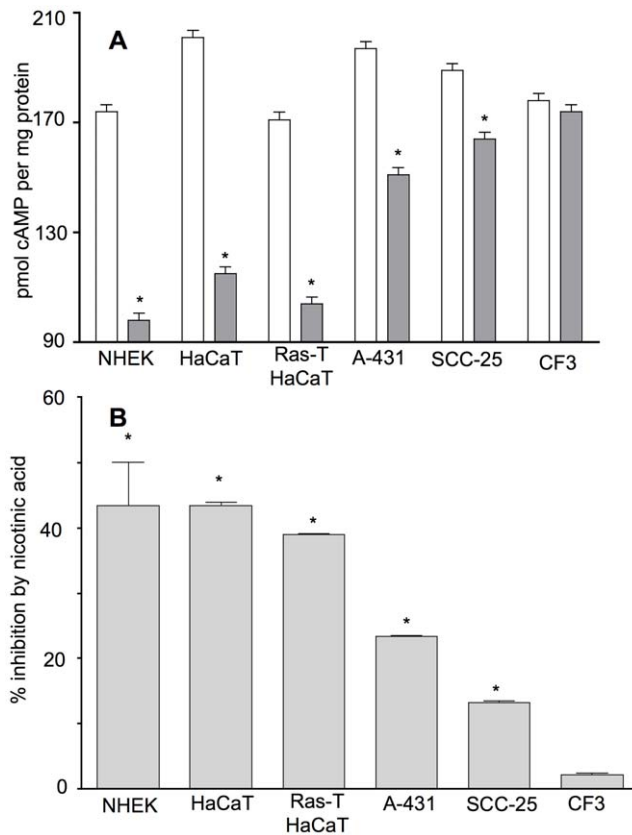 A
pmol cAMP per mg protein
210
170
130
90
*
*
*
*
*
NHEK
HaCaT
Ras-T
HaCaT
A-431
SCC-25
CF3
B
% inhibition by nicotinic acid
60
40
20
0
*
*
*
*
*
NHEK
HaCaT
Ras-T
HaCaT
A-431
SCC-25
CF3